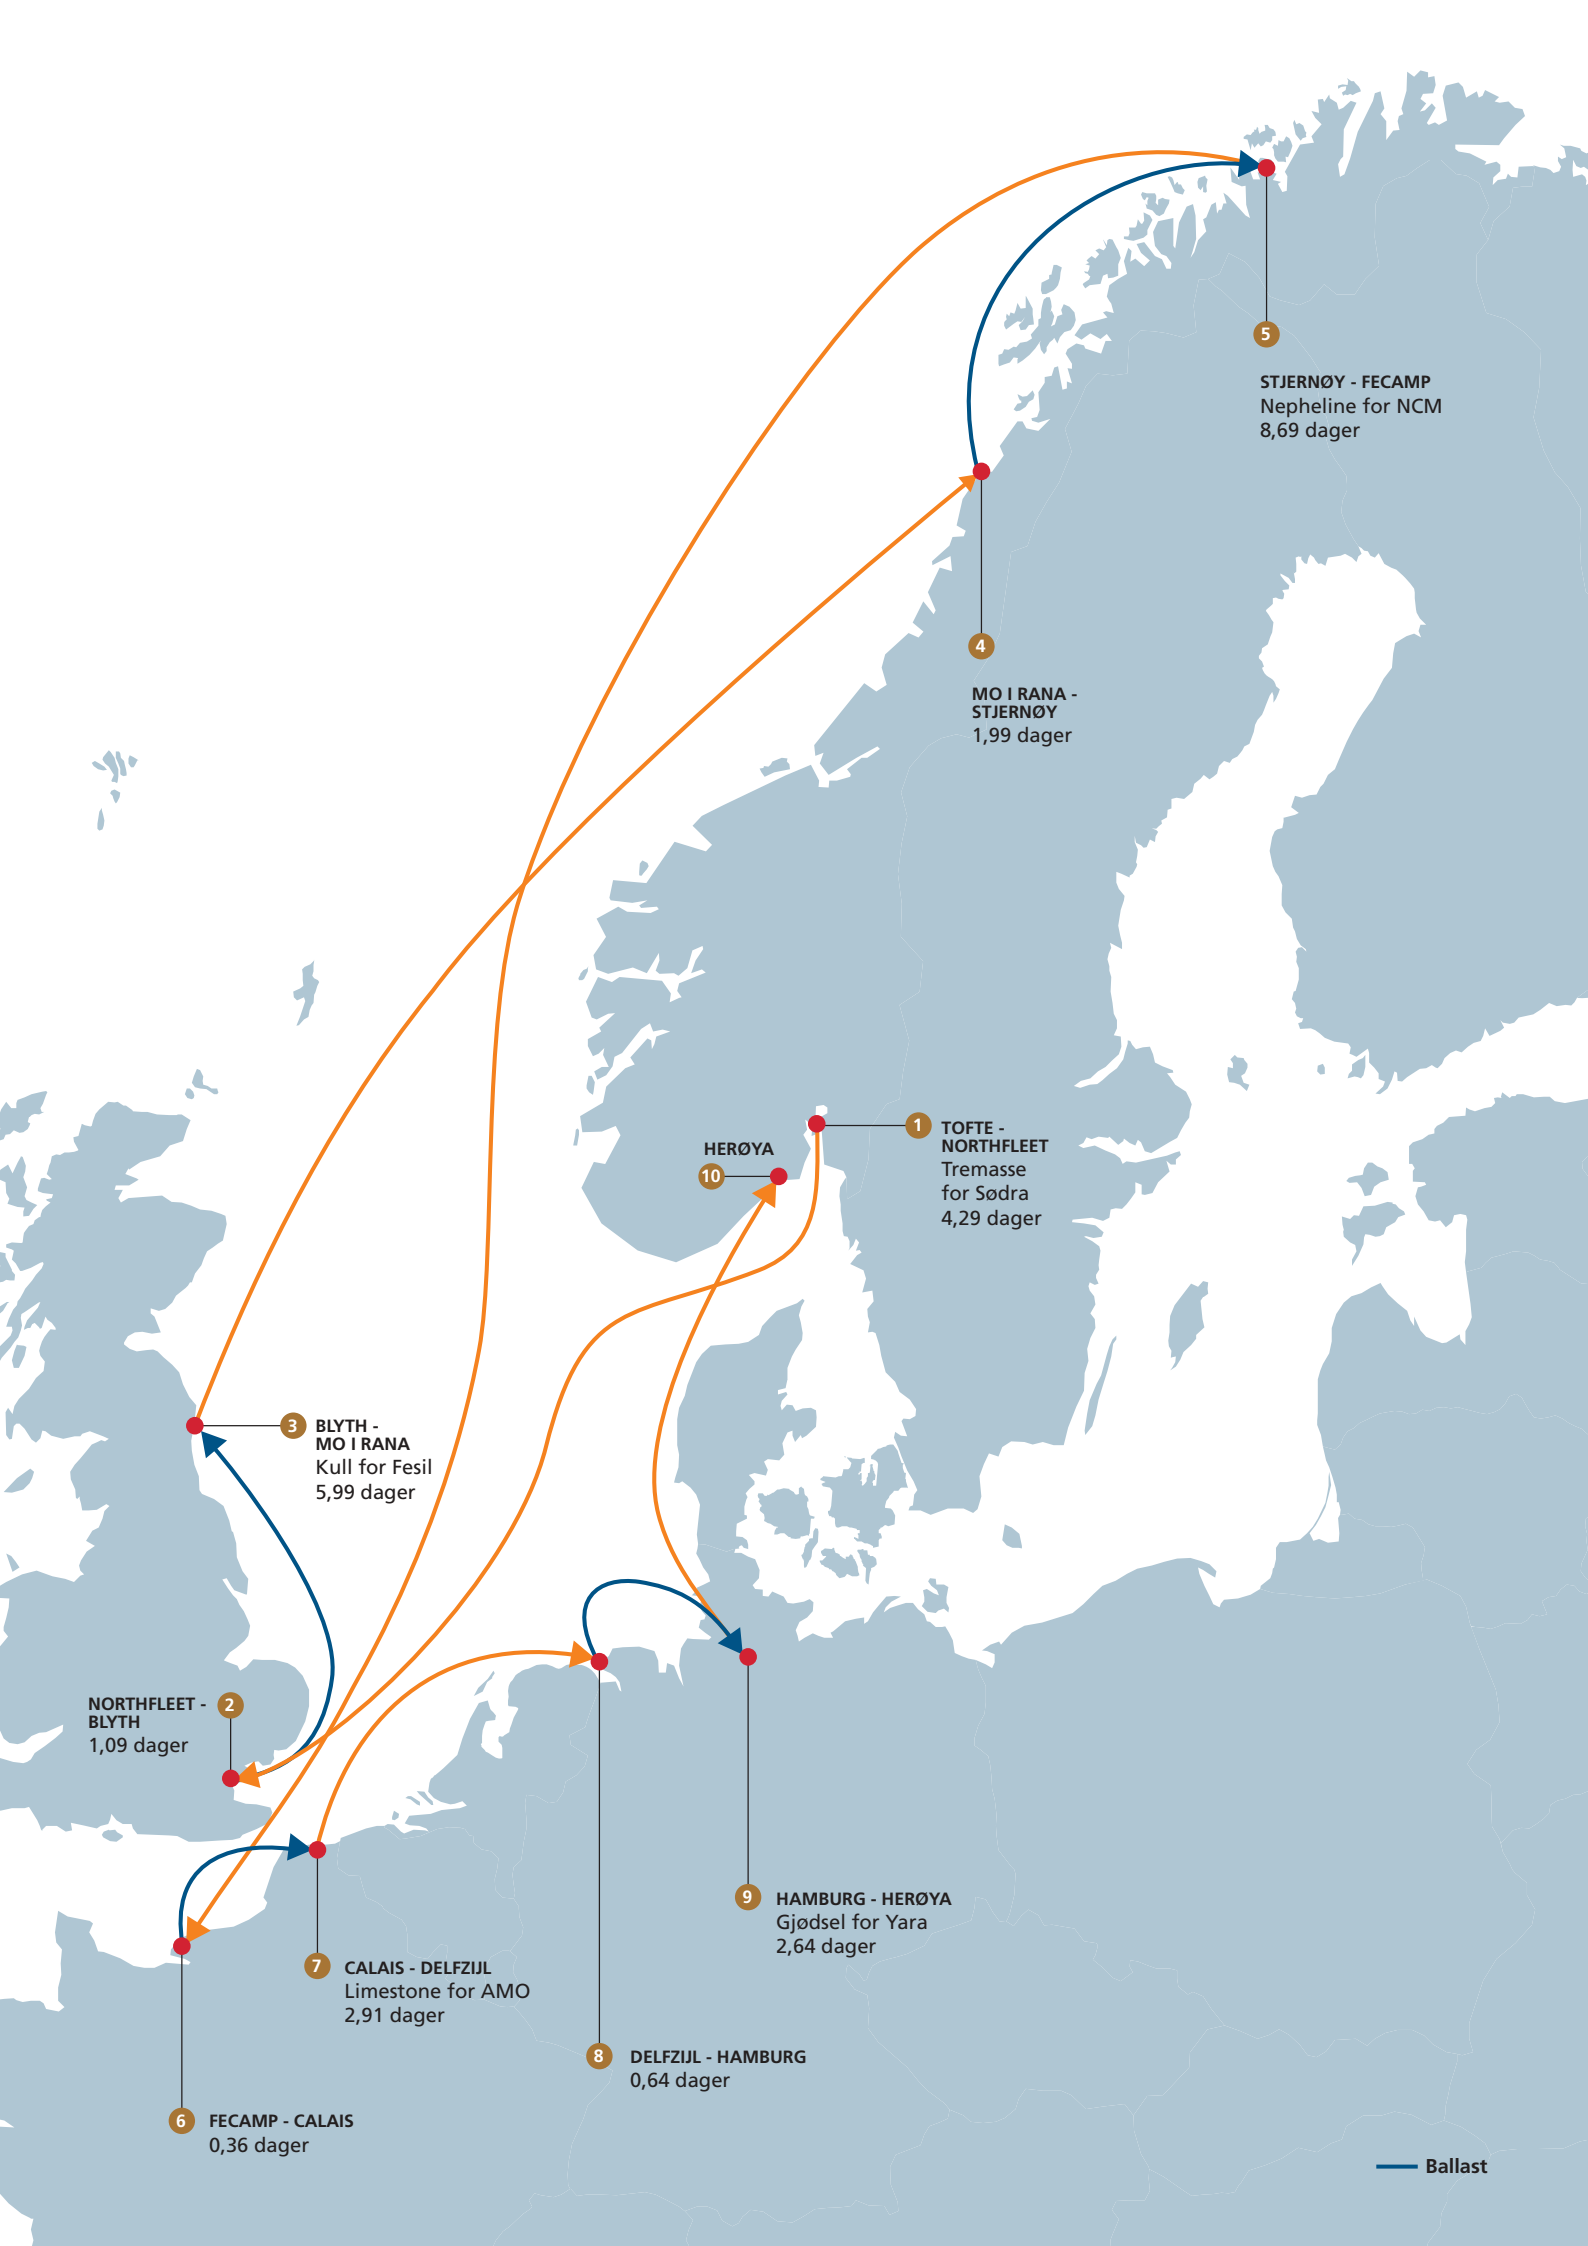 5
STJERNØY - FECAMP
Nepheline for NCM
8,69 dager
4
MO I RANA -
STJERNØY
1,99 dager
1
TOFTE -
NORTHFLEET
Tremasse
for Sødra
4,29 dager
HERØYA
10
3
BLYTH -
MO I RANA
Kull for Fesil
5,99 dager
2
NORTHFLEET -
BLYTH
1,09 dager
9
HAMBURG - HERØYA
Gjødsel for Yara
2,64 dager
7
CALAIS - DELFZIJL
Limestone for AMO
2,91 dager
8
DELFZIJL - HAMBURG
0,64 dager
6
FECAMP - CALAIS
0,36 dager
Ballast